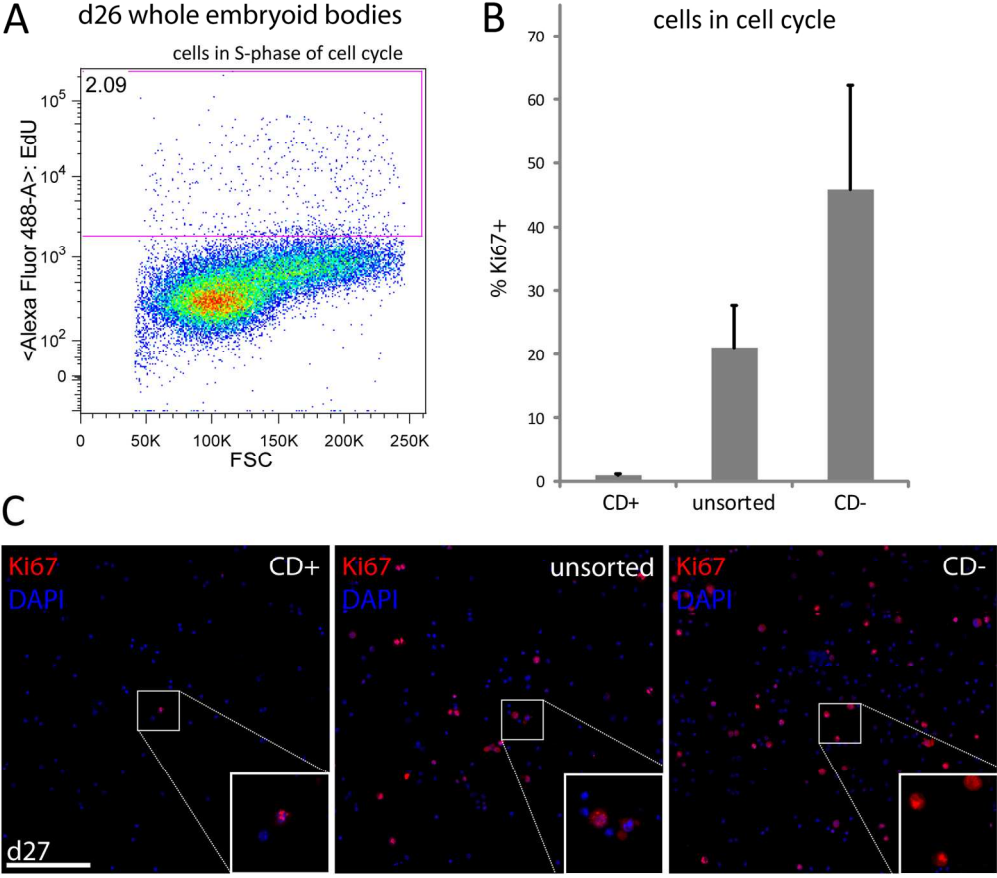 A
d26 whole embryoid bodies
cells in S-phase of cell cycle
2.09
<Alexa Fluor 488-A>: EdU
10^5
10^4
10^3
10^2
0
0 50K 100K 150K 200K 250K
FSC
B
cells in cell cycle
% Ki67+
70
60
50
40
30
20
10
0
CD+ unsorted CD-
C
Ki67 CD+
DAPI
d27
Ki67 unsorted
DAPI
Ki67 CD-
DAPI